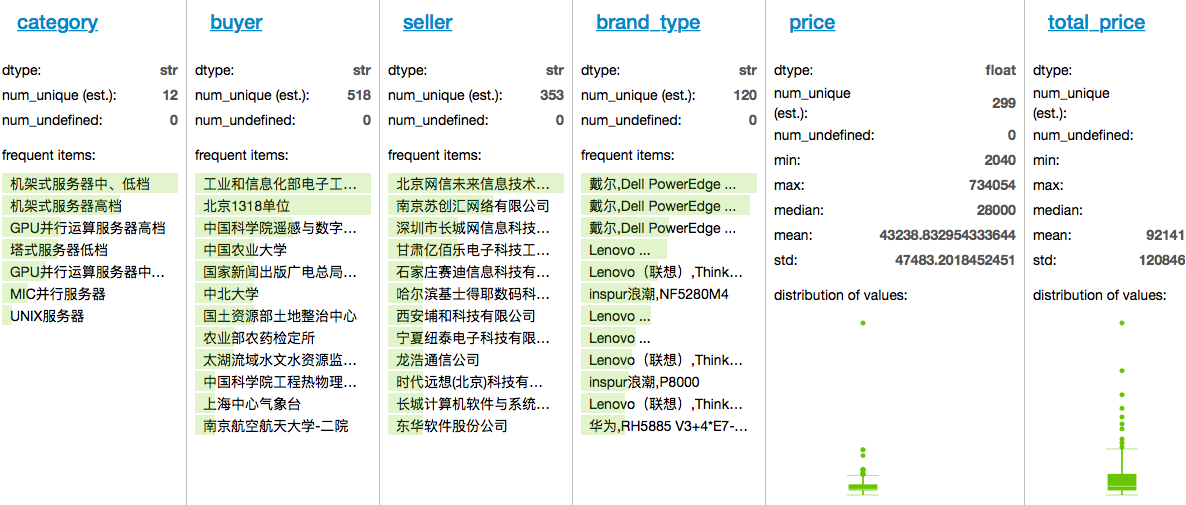 category
dtype: str
num_unique (est.): 12
num_undefined: 0
frequent items:
机架式服务器中、低档
机架式服务器高档
GPU并行运算服务器高档
塔式服务器低档
GPU并行运算服务器中…
MIC并行服务器
UNIX服务器
buyer
dtype: str
num_unique (est.): 518
num_undefined: 0
frequent items:
工业和信息化部电子工…
北京1318单位
中国科学院遥感与数字…
中国农业大学
国家新闻出版广电总局…
中北大学
国土资源部土地整治中心
农业部农药检定所
太湖流域水文水资源监…
中国科学院工程热物理…
上海中心气象台
南京航空航天大学-二院
seller
dtype: str
num_unique (est.): 353
num_undefined: 0
frequent items:
北京网信未来信息技术…
南京苏创汇网络有限公司
深圳市长城网信息科技…
甘肃亿佰乐电子科技工…
石家庄赛迪信息科技有…
哈尔滨基士得耶数码科…
西安埔和科技有限公司
宁夏纽泰电子科技有限…
龙浩通信公司
时代远想(北京)科技有…
长城计算机软件与系统…
东华软件股份公司
brand_type
dtype: str
num_unique (est.): 120
num_undefined: 0
frequent items:
戴尔,Dell PowerEdge ...
戴尔,Dell PowerEdge ...
戴尔,Dell PowerEdge ...
Lenovo ...
Lenovo（联想）,Think…
inspur浪潮,NF5280M4
Lenovo ...
Lenovo ...
Lenovo（联想）,Think…
inspur浪潮,P8000
Lenovo（联想）,Think…
华为,RH5885 V3+4*E7-…
price
dtype: float
num_unique
(est.): 299
num_undefined: 0
min: 2040
max: 734054
median: 28000
mean: 43238.832954333644
std: 47483.2018452451
distribution of values:
total_price
dtype:
num_unique
(est.):
num_undefined:
min:
max:
median:
mean: 92141
std: 120846
distribution of values: